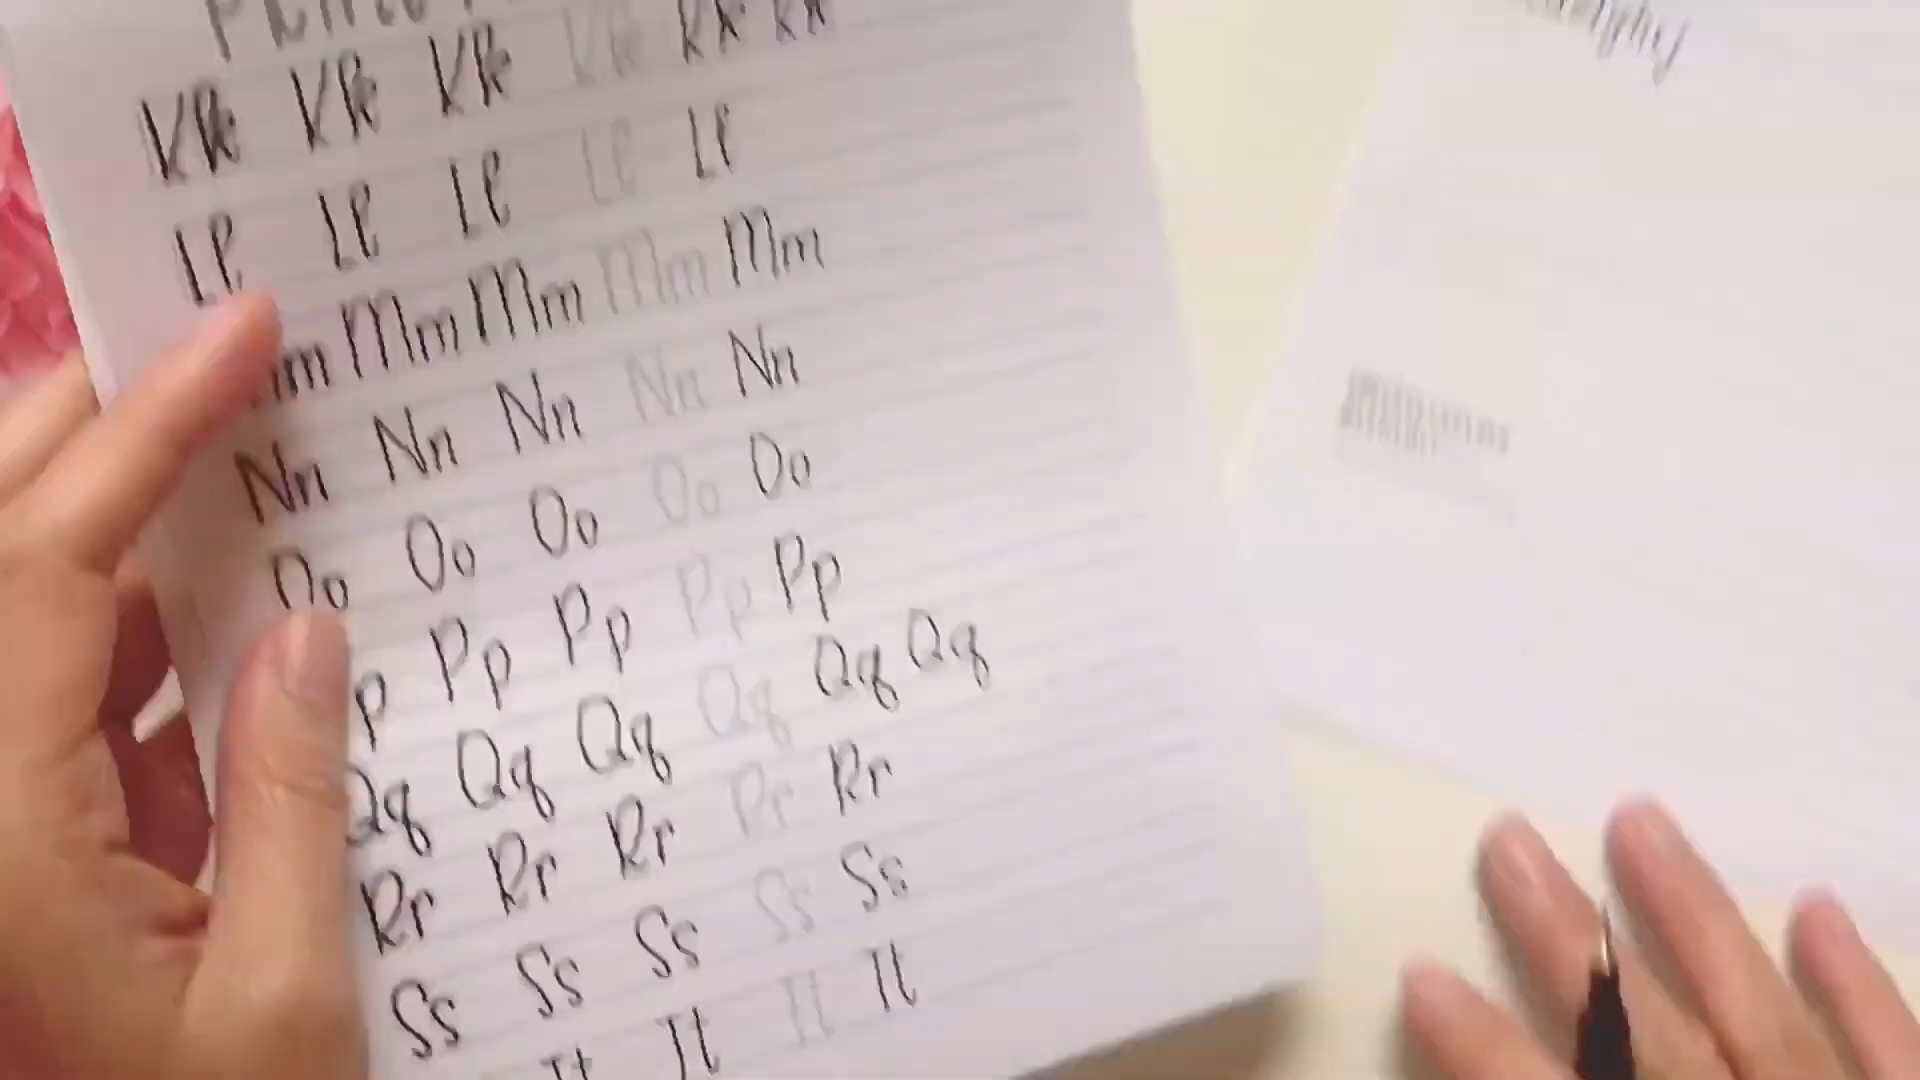 Kk Kk Kk Kk Kk Kk
Ll Ll Ll Ll Ll
Mm Mm Mm Mm
Nn Nn Nn Nn Nn
Oo Oo Oo Oo Oo
p Pp Pp Pp Pp
Qq Qq Qq Qq Qq Qq
Rr Rr Rr Rr Rr
Ss Ss Ss Ss Ss
Tt Tt Tt Tt